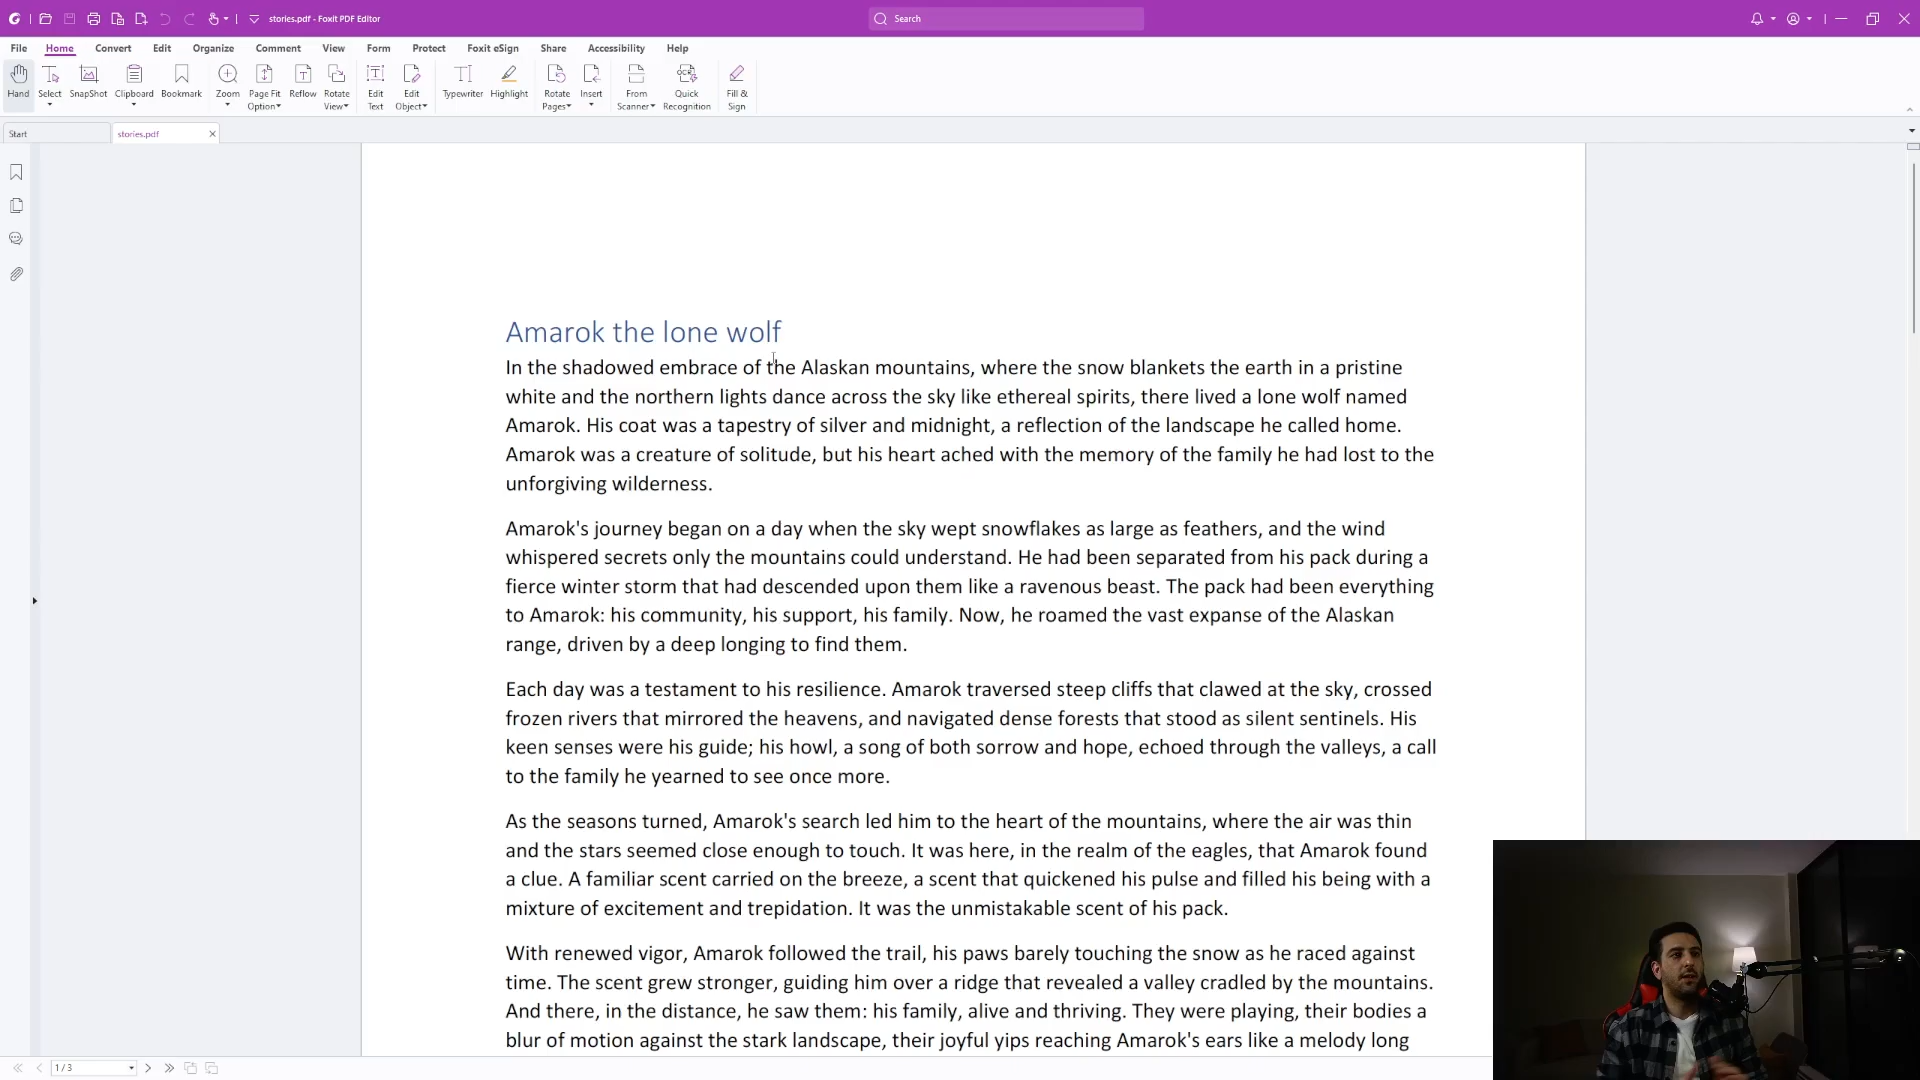 stories.pdf - Foxit PDF Editor
Search
File Home Convert Edit Organize Comment View Form Protect Foxit eSign Share Accessibility Help
Hand Select SnapShot Clipboard Bookmark Zoom Page Fit Option Reflow Rotate View Edit Text Edit Object Typewriter Highlight Rotate Pages Insert From Scanner OCR Quick Recognition Fill & Sign
Start stories.pdf
Amarok the lone wolf
In the shadowed embrace of the Alaskan mountains, where the snow blankets the earth in a pristine
white and the northern lights dance across the sky like ethereal spirits, there lived a lone wolf named
Amarok. His coat was a tapestry of silver and midnight, a reflection of the landscape he called home.
Amarok was a creature of solitude, but his heart ached with the memory of the family he had lost to the
unforgiving wilderness.
Amarok's journey began on a day when the sky wept snowflakes as large as feathers, and the wind
whispered secrets only the mountains could understand. He had been separated from his pack during a
fierce winter storm that had descended upon them like a ravenous beast. The pack had been everything
to Amarok: his community, his support, his family. Now, he roamed the vast expanse of the Alaskan
range, driven by a deep longing to find them.
Each day was a testament to his resilience. Amarok traversed steep cliffs that clawed at the sky, crossed
frozen rivers that mirrored the heavens, and navigated dense forests that stood as silent sentinels. His
keen senses were his guide; his howl, a song of both sorrow and hope, echoed through the valleys, a call
to the family he yearned to see once more.
As the seasons turned, Amarok's search led him to the heart of the mountains, where the air was thin
and the stars seemed close enough to touch. It was here, in the realm of the eagles, that Amarok found
a clue. A familiar scent carried on the breeze, a scent that quickened his pulse and filled his being with a
mixture of excitement and trepidation. It was the unmistakable scent of his pack.
With renewed vigor, Amarok followed the trail, his paws barely touching the snow as he raced against
time. The scent grew stronger, guiding him over a ridge that revealed a valley cradled by the mountains.
And there, in the distance, he saw them: his family, alive and thriving. They were playing, their bodies a
blur of motion against the stark landscape, their joyful yips reaching Amarok's ears like a melody long
1 / 3